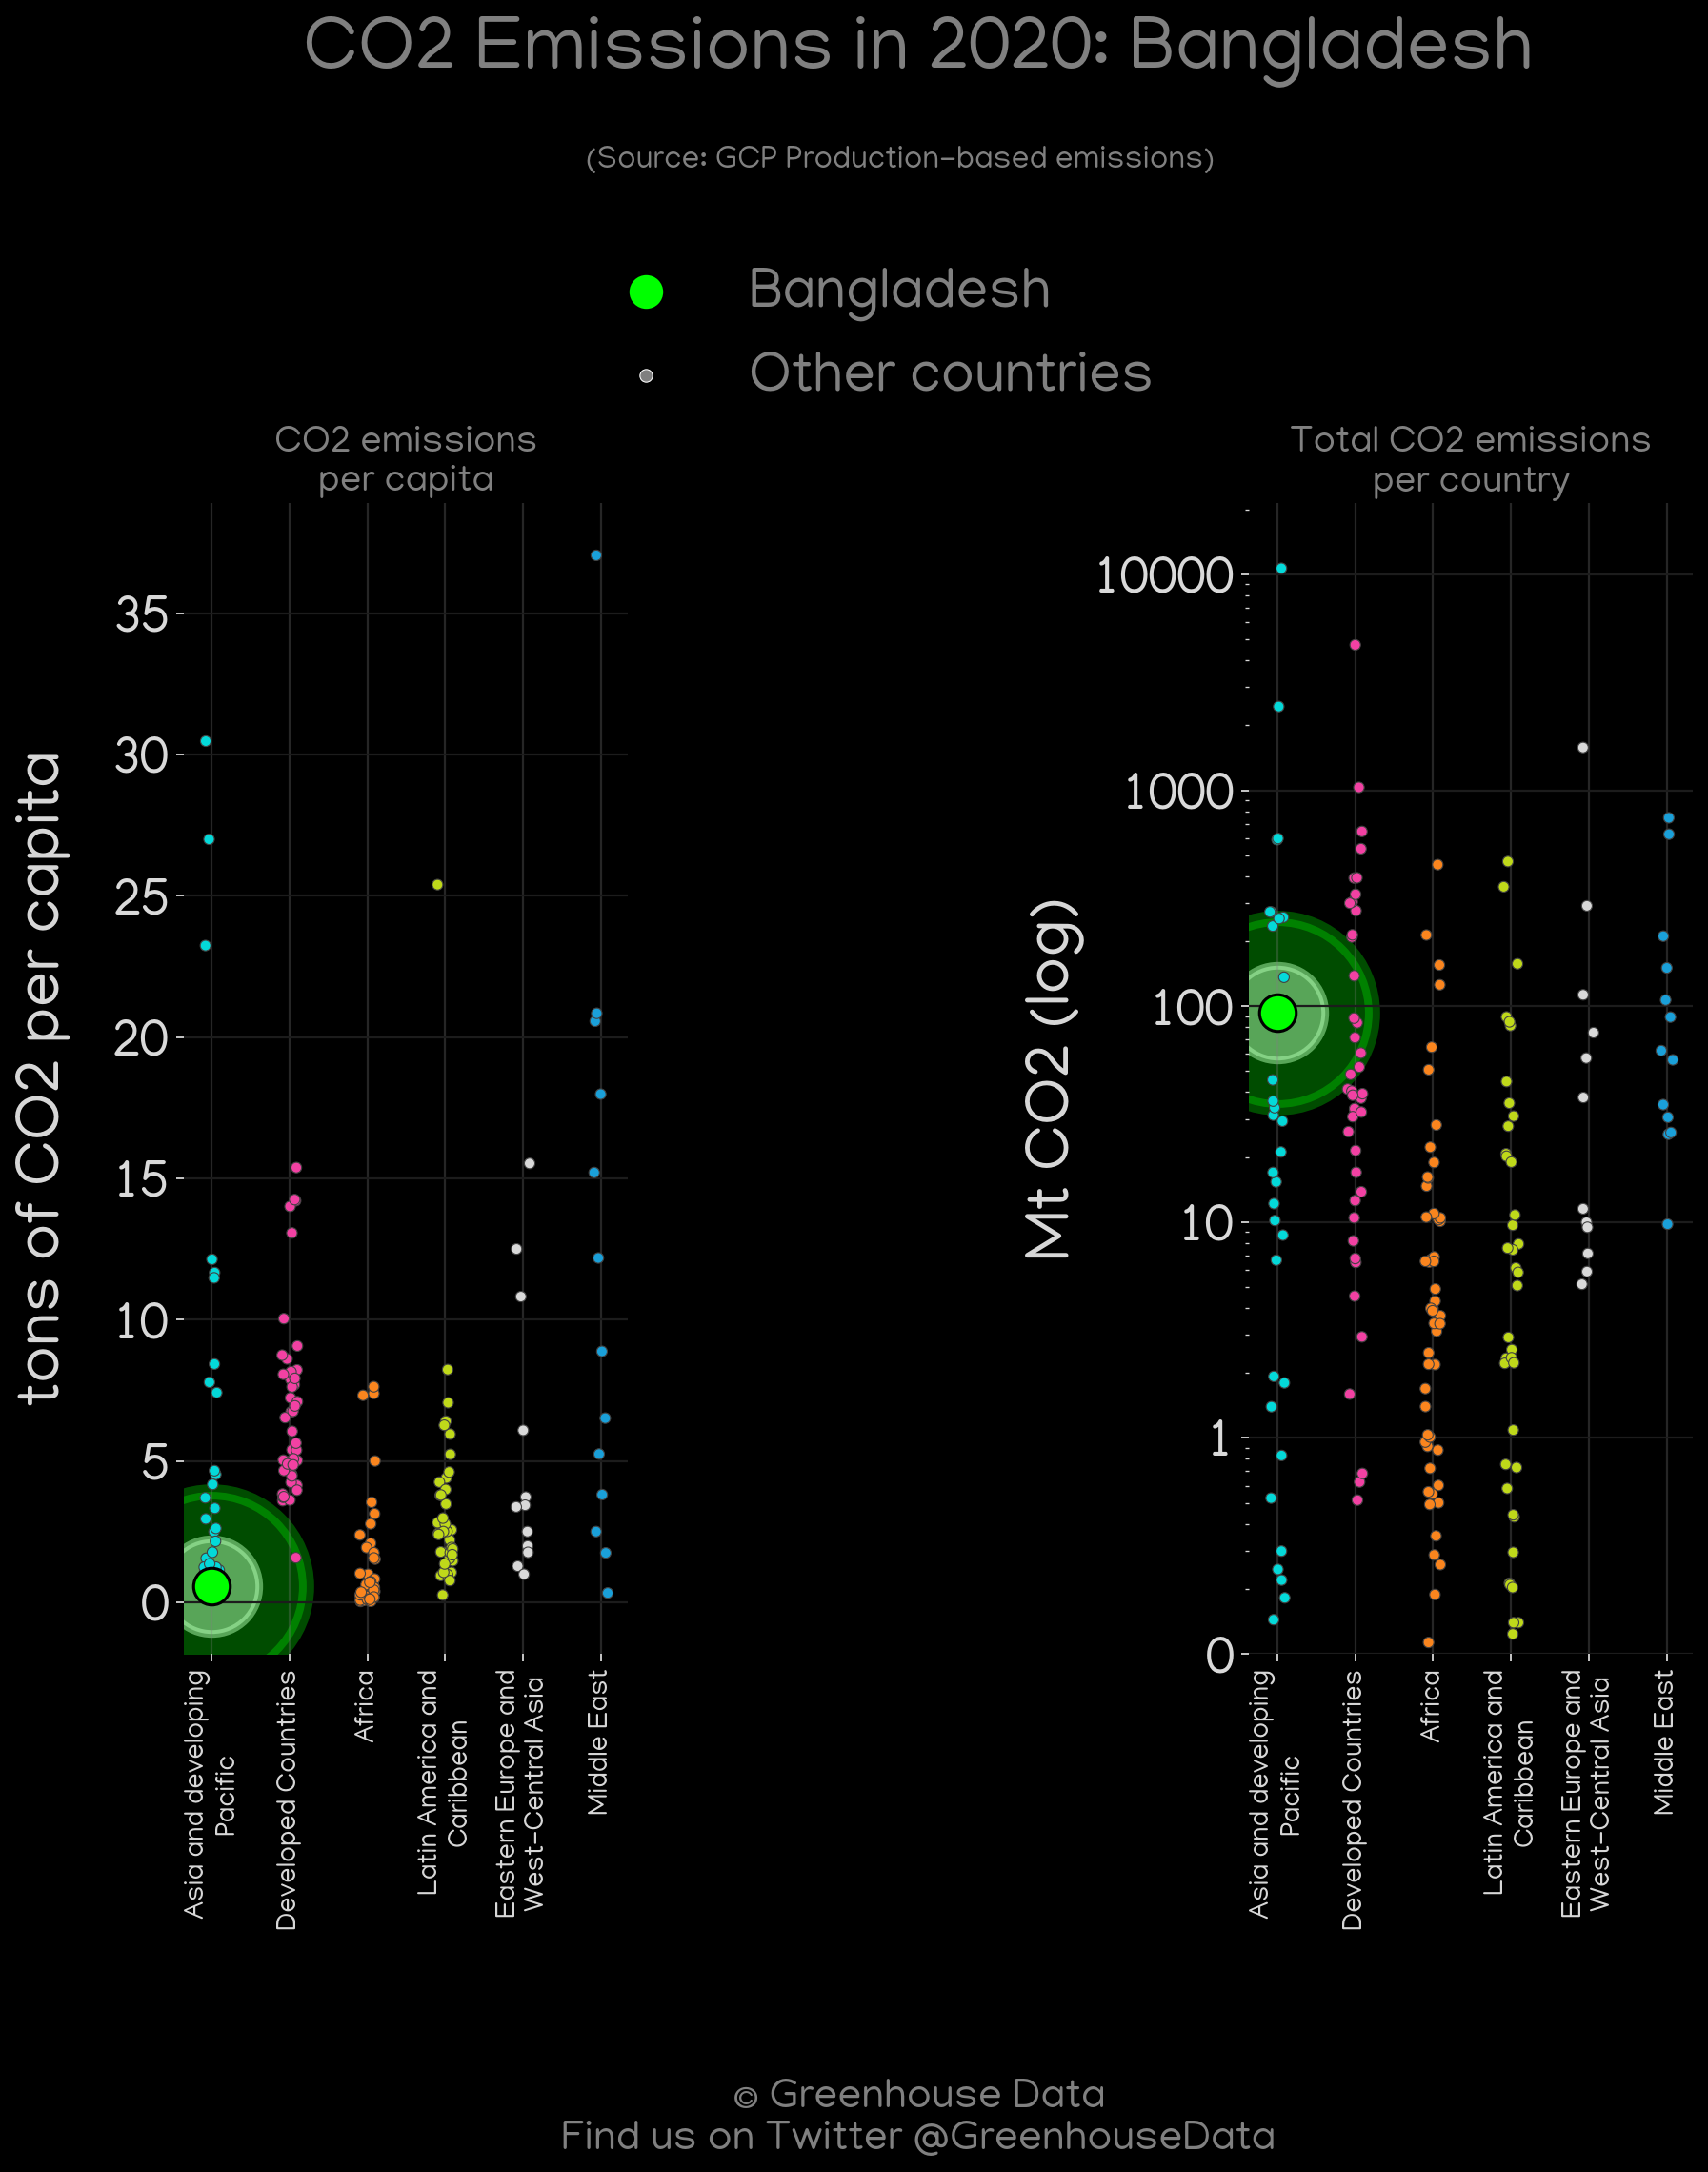 CO2 Emissions in 2020: Bangladesh
(Source: GCP Production-based emissions)
Bangladesh
Other countries
CO2 emissions
per capita
tons of CO2 per capita
35
30
25
20
15
10
5
0
Asia and developing
Pacific
Developed Countries
Africa
Latin America and
Caribbean
Eastern Europe and
West-Central Asia
Middle East
Total CO2 emissions
per country
Mt CO2 (log)
10000
1000
100
10
1
0
Asia and developing
Pacific
Developed Countries
Africa
Latin America and
Caribbean
Eastern Europe and
West-Central Asia
Middle East
© Greenhouse Data
Find us on Twitter @GreenhouseData